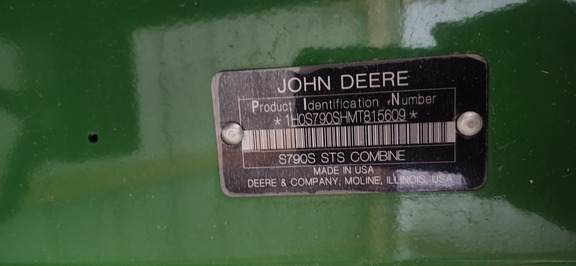 JOHN DEERE
Product Identification Number
*1H0S790SHMT815609*
S790S STS COMBINE
MADE IN USA
DEERE & COMPANY, MOLINE, ILLINOIS, USA